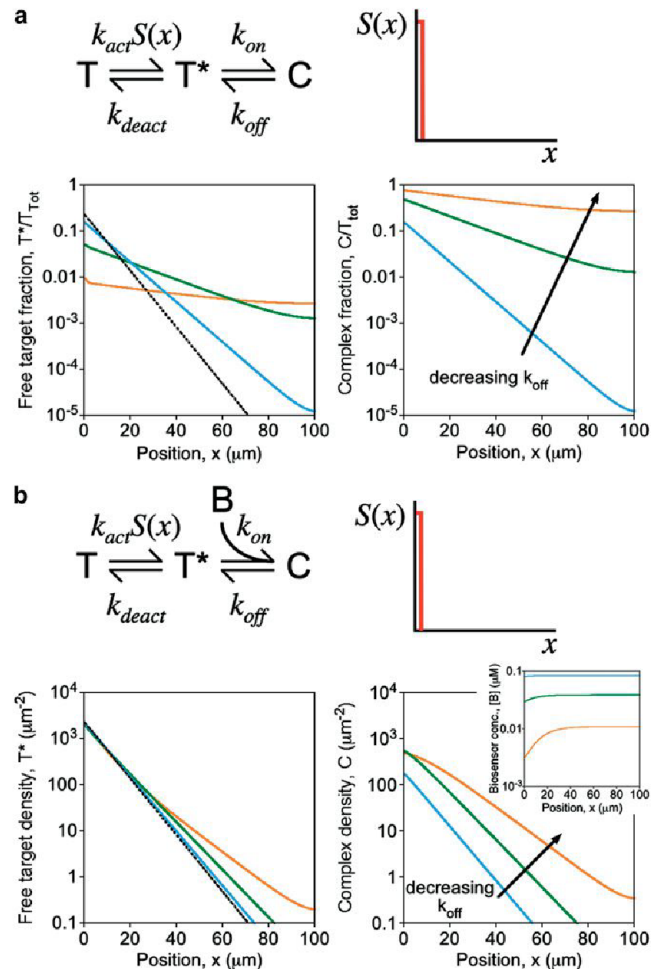 a
k_act S(x) k_on
T ⇌ T* ⇌ C
k_deact k_off
S(x)
x
Free target fraction, T*/T_Tot
1
0.1
0.01
10^-3
10^-4
10^-5
0 20 40 60 80 100
Position, x (μm)
Complex fraction, C/T_tot
1
0.1
0.01
10^-3
10^-4
10^-5
decreasing k_off
0 20 40 60 80 100
Position, x (μm)
b
B
k_act S(x) k_on
T ⇌ T* ⇌ C
k_deact k_off
S(x)
x
Free target density, T* (μm^-2)
10^4
10^3
100
10
1
0.1
0 20 40 60 80 100
Position, x (μm)
Complex density, C (μm^-2)
10^4
10^3
100
10
1
0.1
decreasing
k_off
0 20 40 60 80 100
Position, x (μm)
Biosensor conc., [B] (μM)
0.1
0.01
10^-3
0 20 40 60 80 100
Position, x (μm)